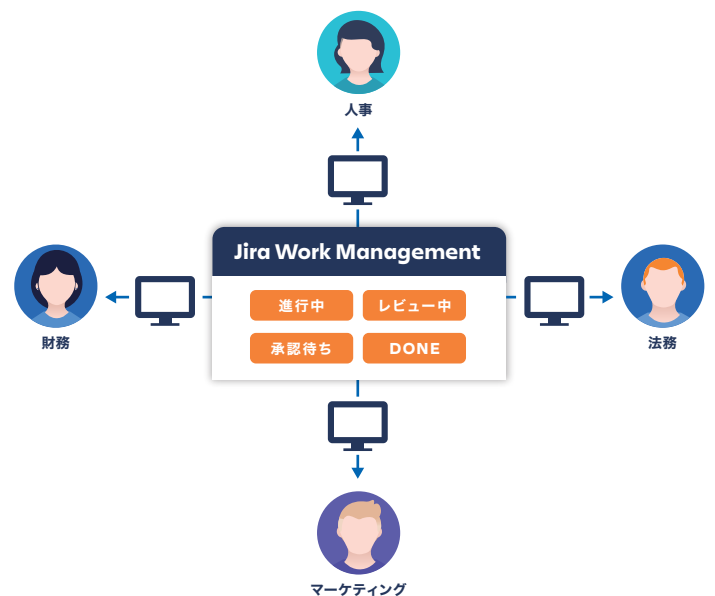 人事
Jira Work Management
進行中
レビュー中
承認待ち
DONE
財務
法務
マーケティング